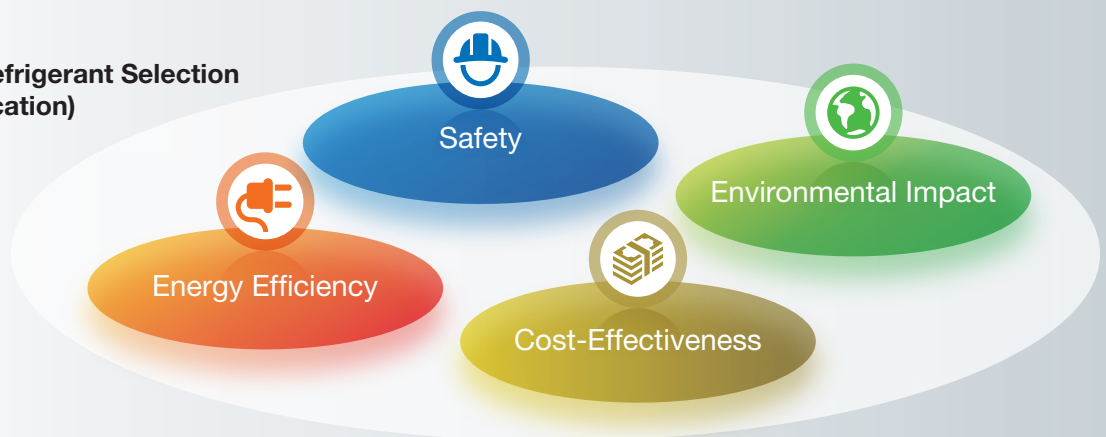 efrigerant Selection
cation)
Safety
Environmental Impact
Energy Efficiency
Cost-Effectiveness